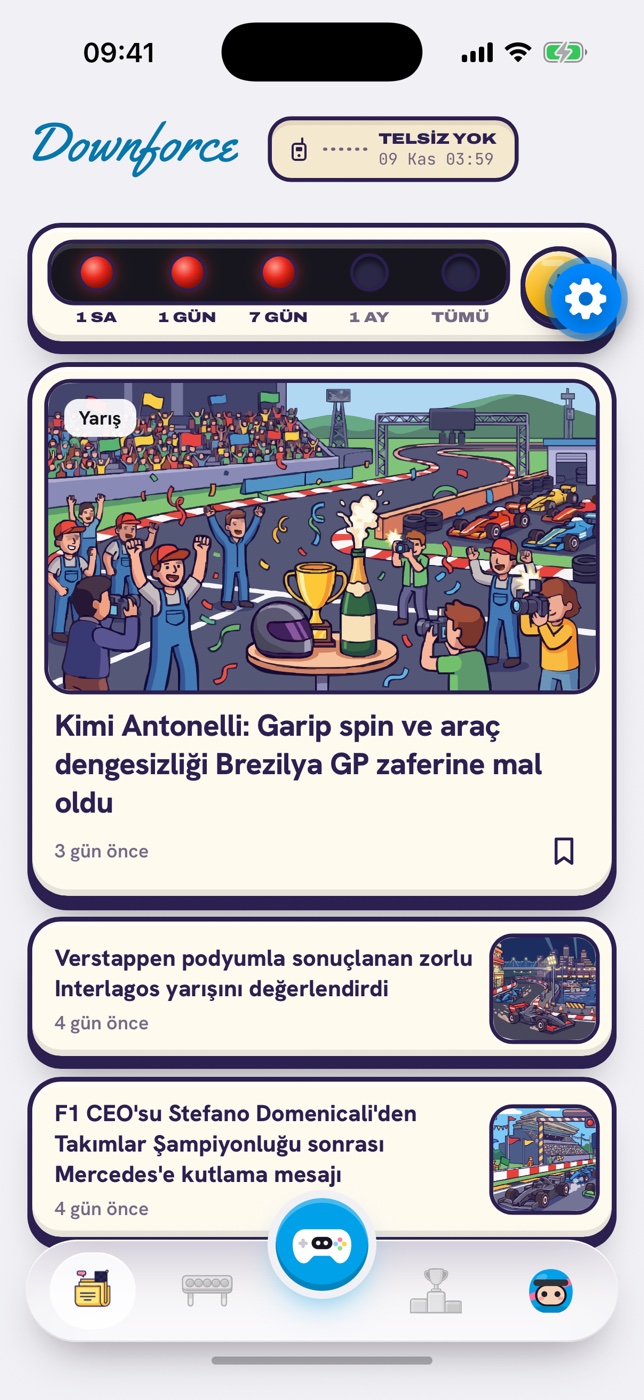 09:41
Downforce
TELSİZ YOK
09 Kas 03:59
1 SA
1 GÜN
7 GÜN
1 AY
TÜMÜ
Yarış
Kimi Antonelli: Garip spin ve araç
dengesizliği Brezilya GP zaferine mal
oldu
3 gün önce
Verstappen podyumla sonuçlanan zorlu
Interlagos yarışını değerlendirdi
4 gün önce
F1 CEO'su Stefano Domenicali'den
Takımlar Şampiyonluğu sonrası
Mercedes'e kutlama mesajı
4 gün önce